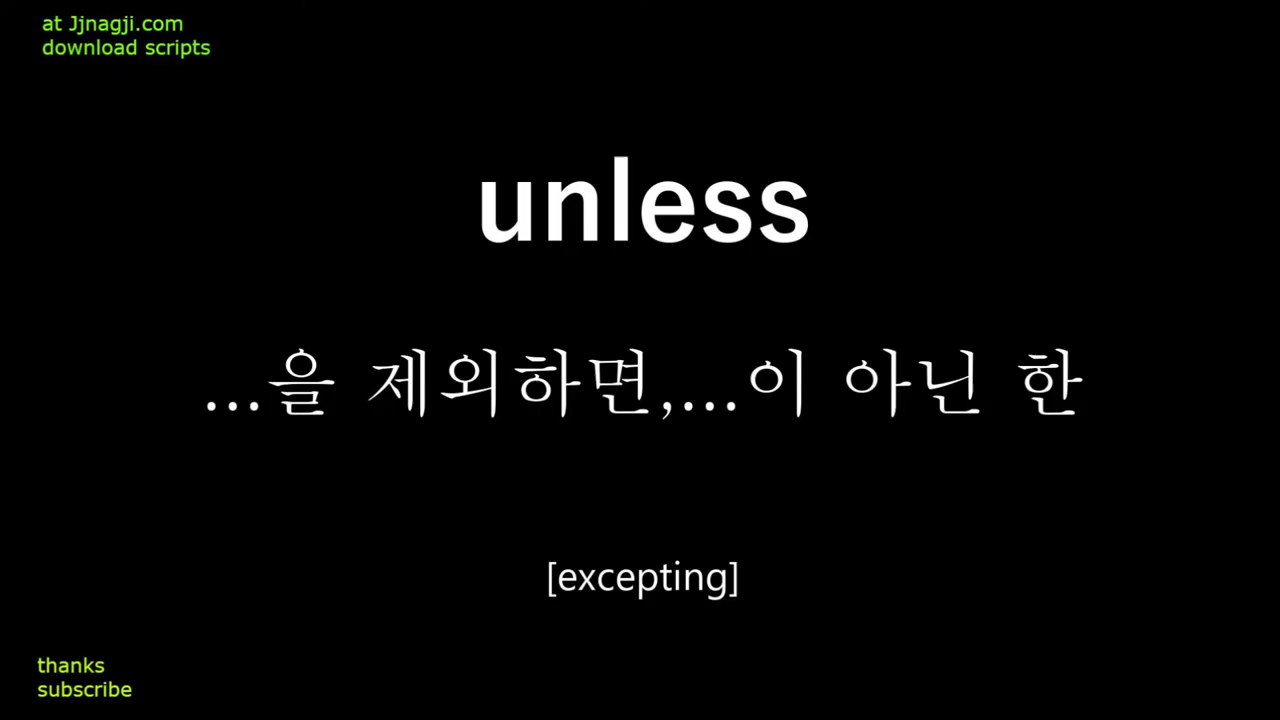 at Jjnagji.com
download scripts
unless
...을 제외하면,...이 아닌 한
[excepting]
thanks
subscribe